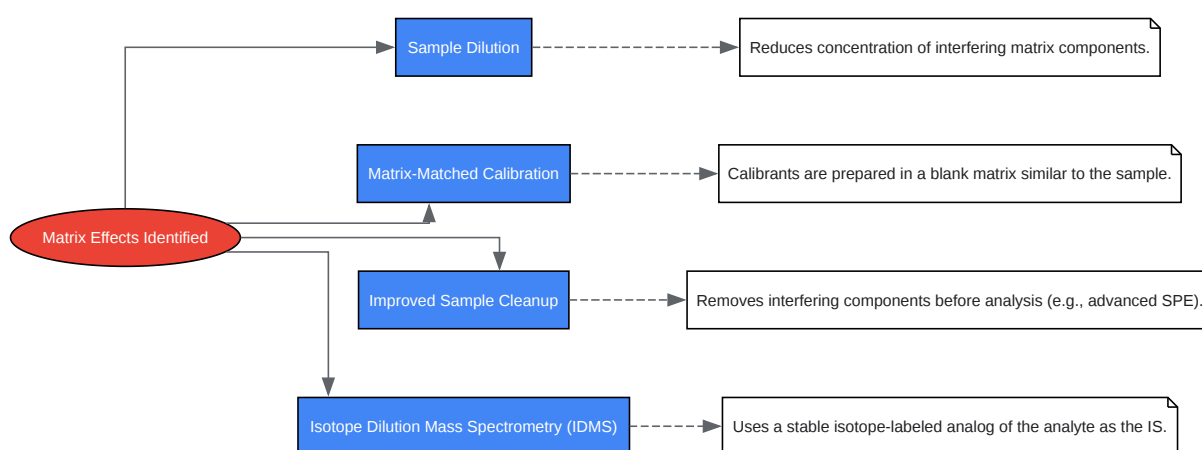 Sample Dilution
Reduces concentration of interfering matrix components.
Matrix-Matched Calibration
Calibrants are prepared in a blank matrix similar to the sample.
Matrix Effects Identified
Improved Sample Cleanup
Removes interfering components before analysis (e.g., advanced SPE).
Isotope Dilution Mass Spectrometry (IDMS)
Uses a stable isotope-labeled analog of the analyte as the IS.